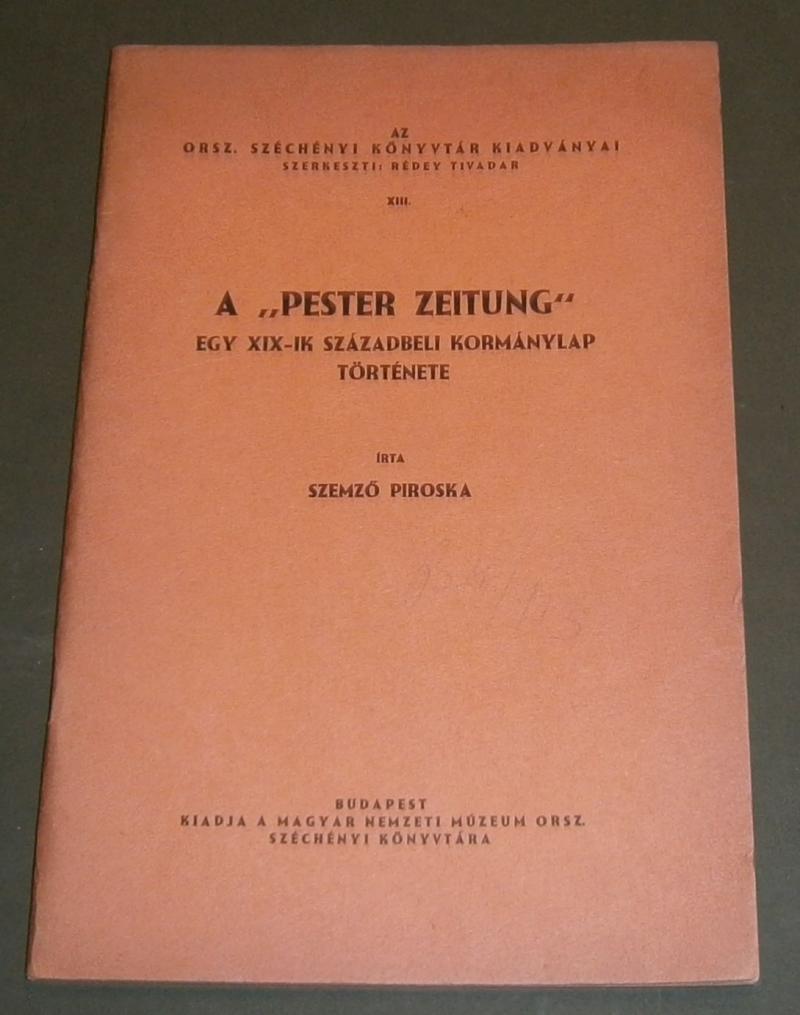 AZ
ORSZ. SZÉCHÉNYI KÖNYVTÁR KIADVÁNYAI
SZERKESZTI: RÉDEY TIVADAR
XIII.
A „PESTER ZEITUNG“
EGY XIX-IK SZÁZADBELI KORMÁNYLAP
TÖRTÉNETE
ÍRTA
SZEMZŐ PIROSKA
BUDAPEST
KIADJA A MAGYAR NEMZETI MÚZEUM ORSZ.
SZÉCHÉNYI KÖNYVTÁRA